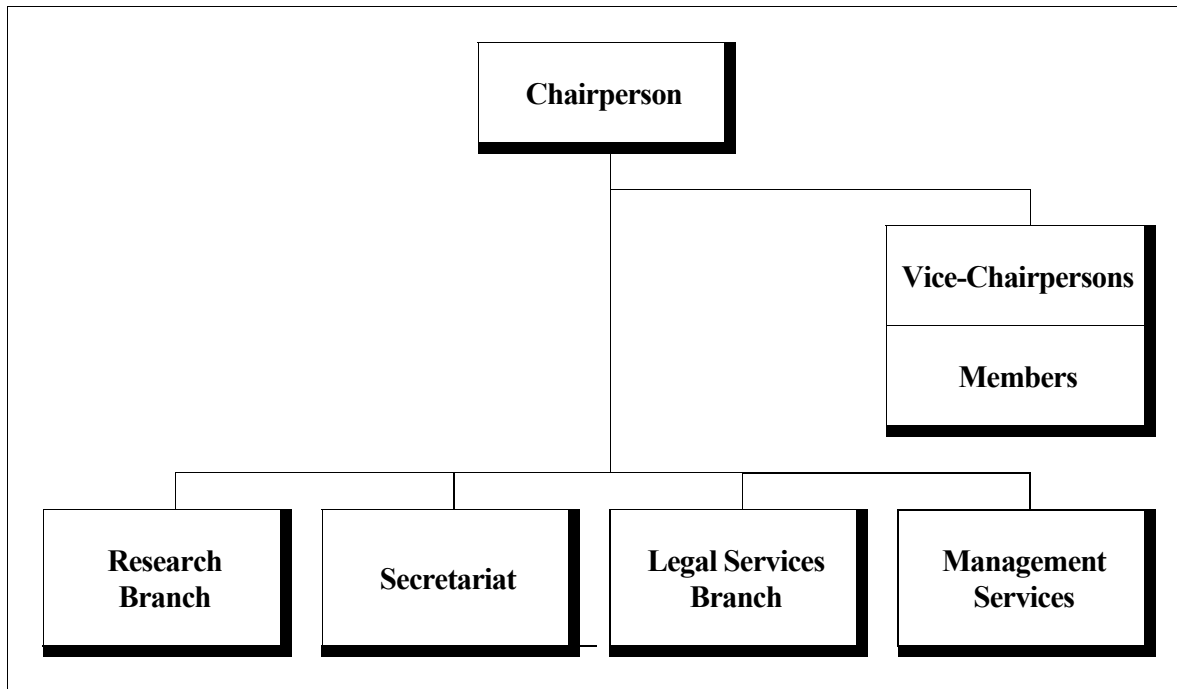 Chairperson
Vice-Chairpersons
Members
Research
Branch
Secretariat
Legal Services
Branch
Management
Services